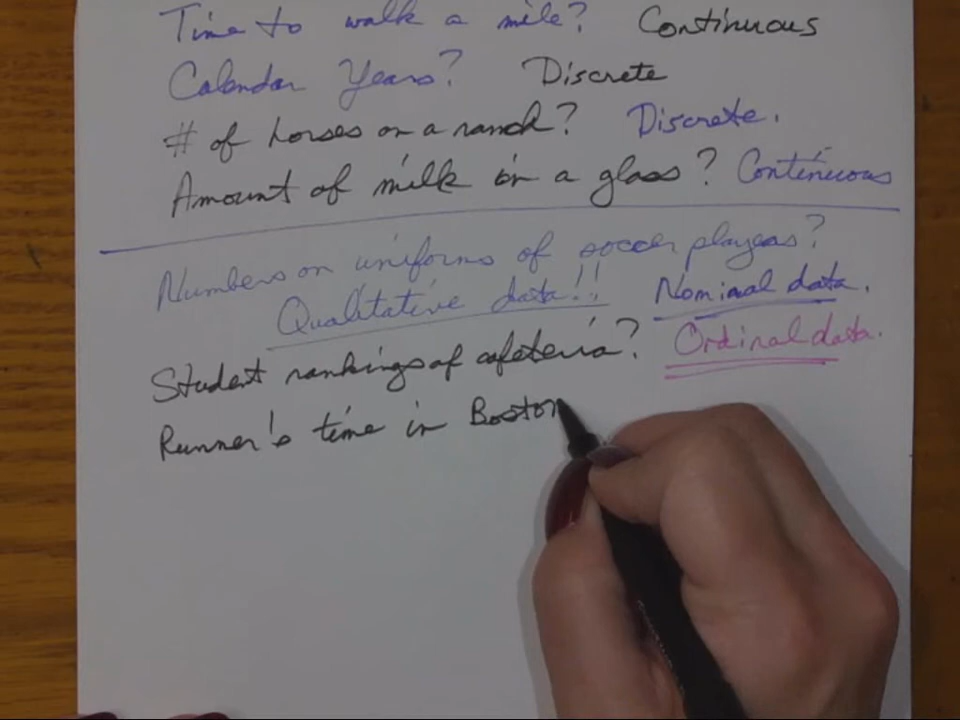 Time to walk a mile? Continuous
Calendar Years? Discrete
# of horses on a ranch? Discrete.
Amount of milk in a glass? Continuous
Numbers on uniforms of soccer players?
Qualitative data!! Nominal data.
Student rankings of cafeteria? Ordinal data.
Runner's time in Boston